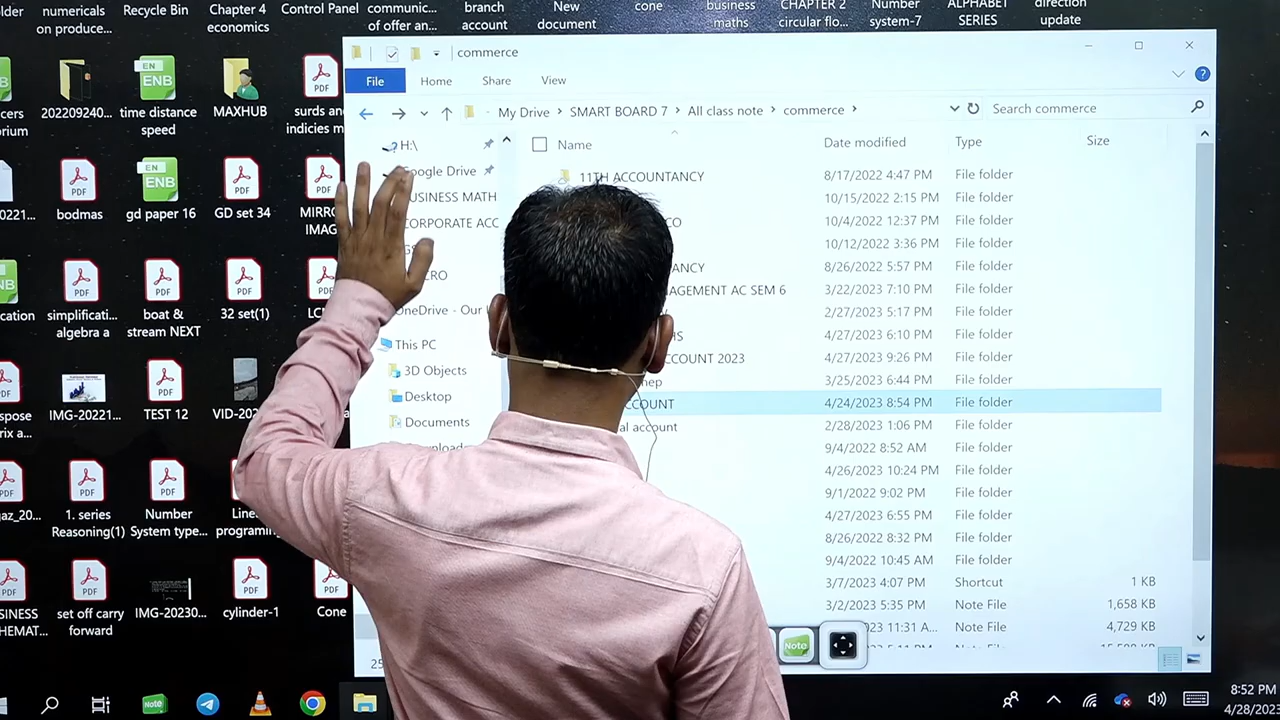 numericals on produce...
Recycle Bin
Chapter 4 economics
Control Panel
communic... of offer an...
branch account
New document
cone
business maths
CHAPTER 2 circular flo...
Number system-7
ALPHABET SERIES
direction update
202209240...
time distance speed
MAXHUB
surds and
indicies m...
bodmas
gd paper 16
GD set 34
MIRRO
IMAG
simplificati... algebra a
boat & stream NEXT
32 set(1)
LC
IMG-20221...
TEST 12
VID-202
1. series Reasoning(1)
Number System type...
Line
programin
set off carry forward
IMG-20230...
cylinder-1
Cone
commerce
File Home Share View
My Drive > SMART BOARD 7 > All class note > commerce >
Search commerce
Name Date modified Type Size
H:\
Google Drive
BUSINESS MATH
CORPORATE ACC
OneDrive - Our
This PC
3D Objects
Desktop
Documents
11TH ACCOUNTANCY 8/17/2022 4:47 PM File folder
10/15/2022 2:15 PM File folder
10/4/2022 12:37 PM File folder
10/12/2022 3:36 PM File folder
8/26/2022 5:57 PM File folder
AGEMENT AC SEM 6 3/22/2023 7:10 PM File folder
2/27/2023 5:17 PM File folder
4/27/2023 6:10 PM File folder
CCOUNT 2023 4/27/2023 9:26 PM File folder
3/25/2023 6:44 PM File folder
COUNT 4/24/2023 8:54 PM File folder
al account 2/28/2023 1:06 PM File folder
9/4/2022 8:52 AM File folder
4/26/2023 10:24 PM File folder
9/1/2022 9:02 PM File folder
4/27/2023 6:55 PM File folder
8/26/2022 8:32 PM File folder
9/4/2022 10:45 AM File folder
3/7/2023 4:07 PM Shortcut 1 KB
3/2/2023 5:35 PM Note File 1,658 KB
23 11:31 A... Note File 4,729 KB
Note
Note
8:52 PM
4/28/2023